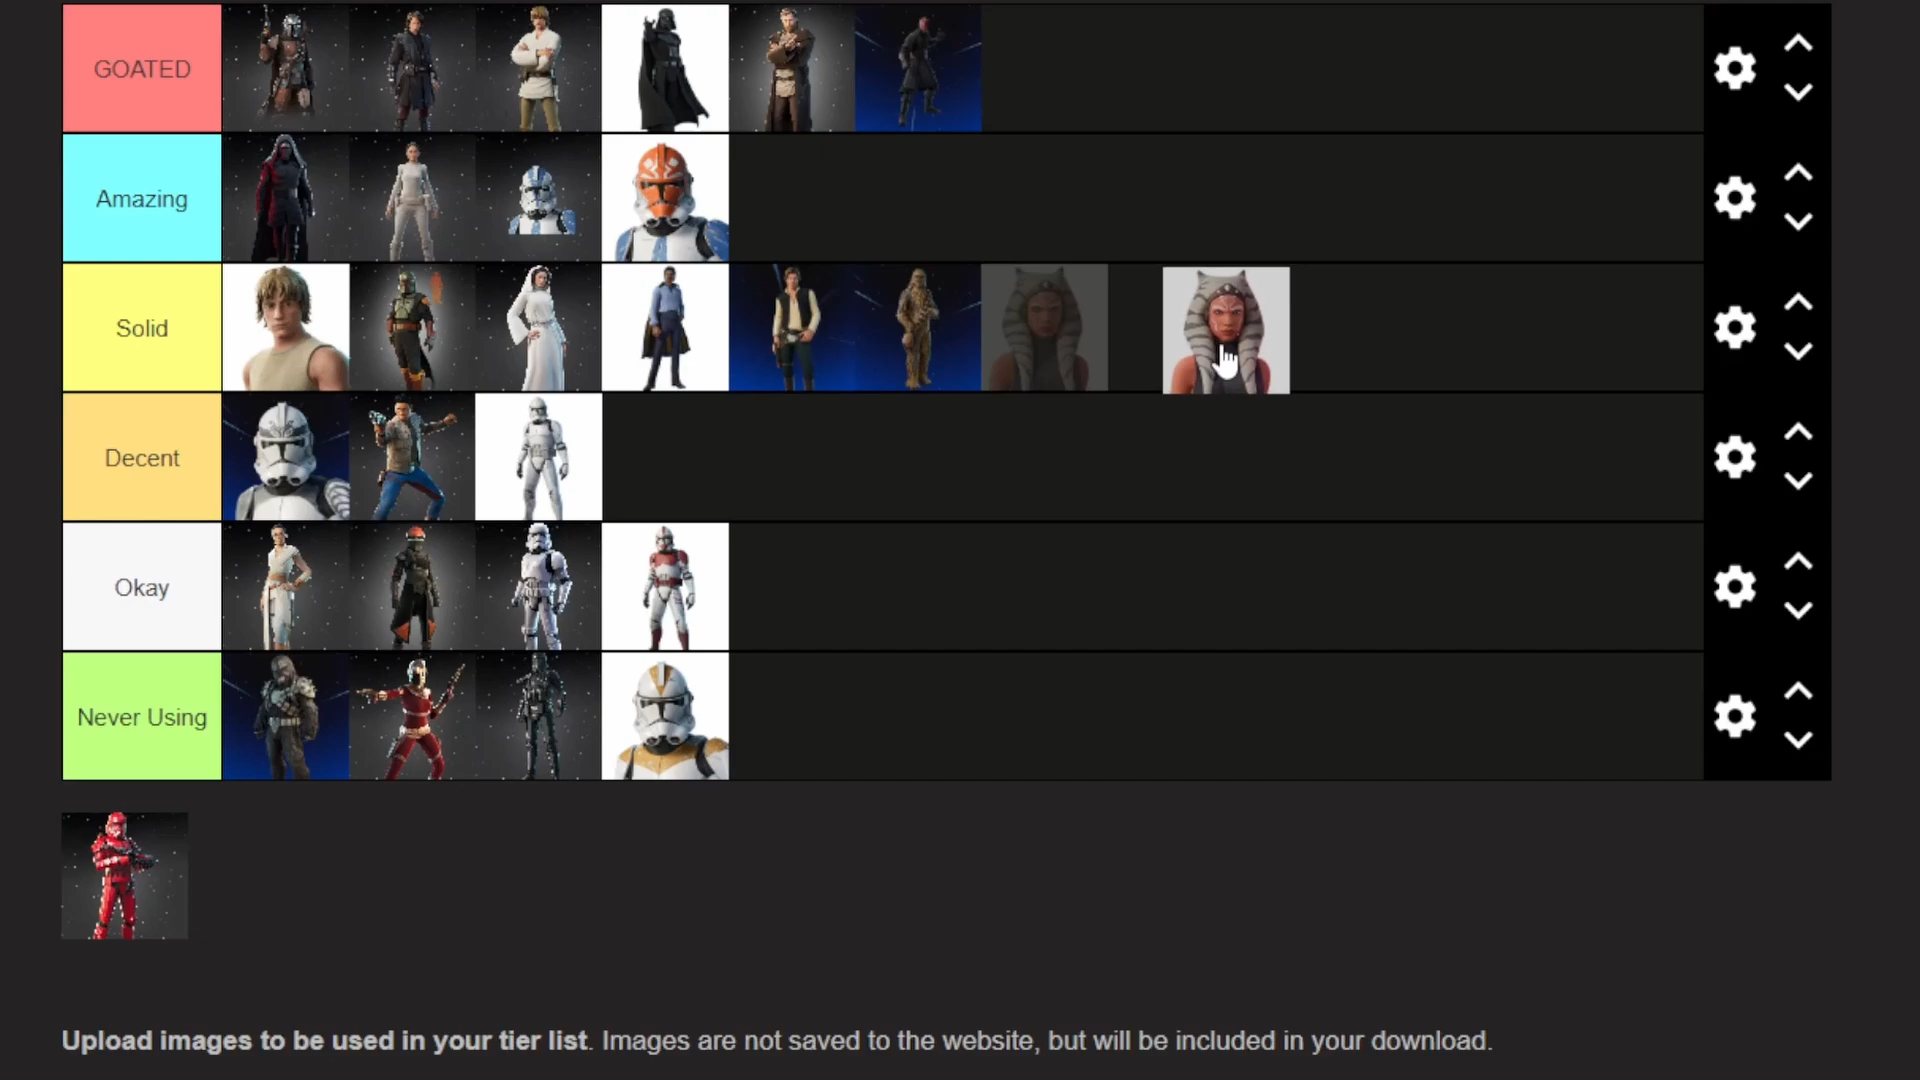 GOATED
Amazing
Solid
Decent
Okay
Never Using
Upload images to be used in your tier list. Images are not saved to the website, but will be included in your download.